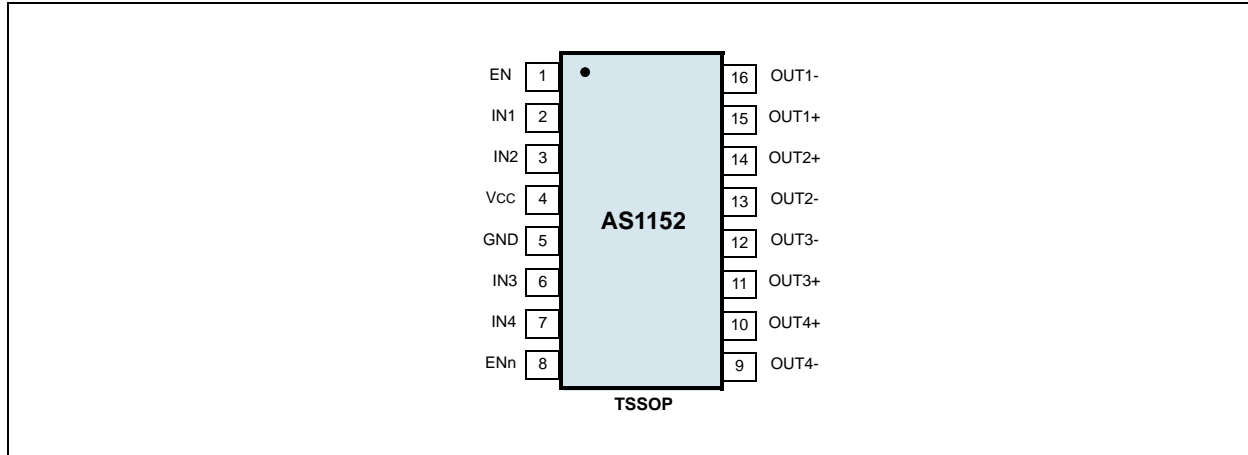 EN 1 16 OUT1-
IN1 2 15 OUT1+
IN2 3 14 OUT2+
VCC 4 13 OUT2-
AS1152
GND 5 12 OUT3-
IN3 6 11 OUT3+
IN4 7 10 OUT4+
ENn 8 9 OUT4-
TSSOP